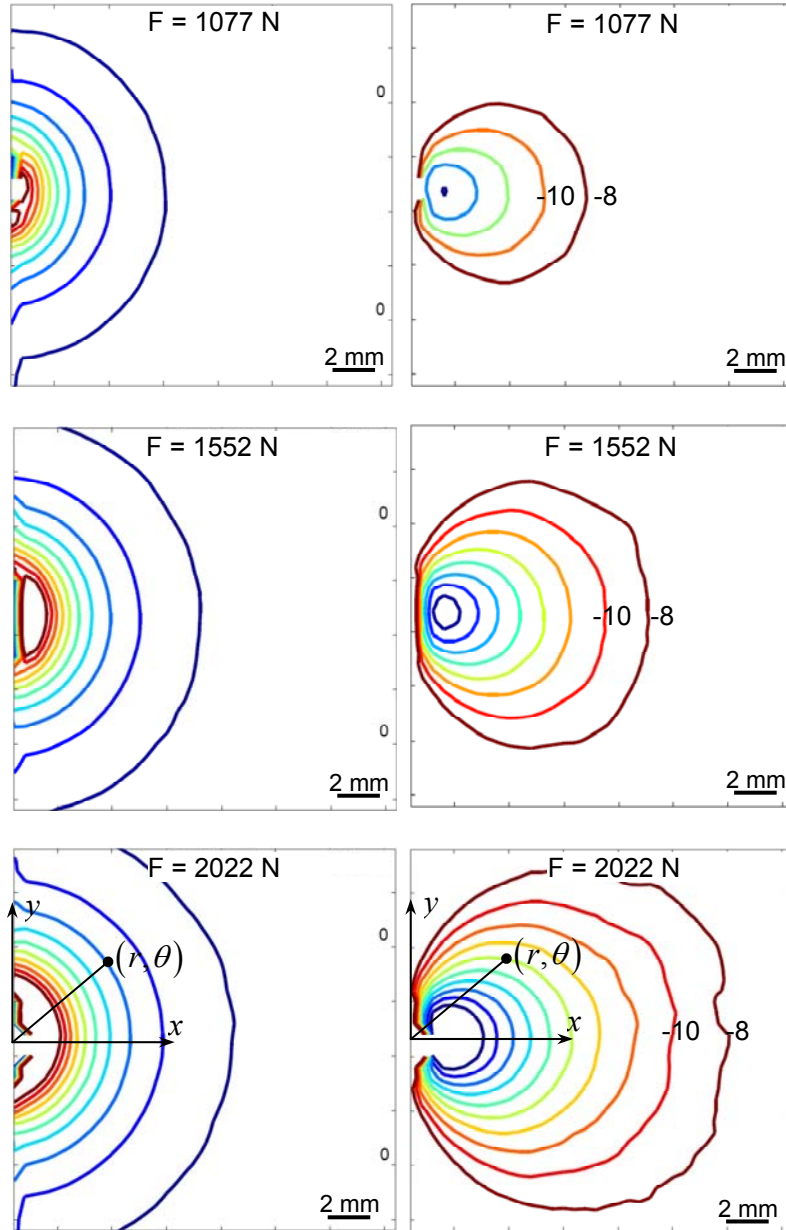 F = 1077 N
0
0
2 mm
F = 1077 N
-10 -8
2 mm
F = 1552 N
0
0
2 mm
F = 1552 N
-10 -8
2 mm
F = 2022 N
0
y
(r, θ)
x
0
2 mm
F = 2022 N
y
(r, θ)
x
-10 -8
2 mm